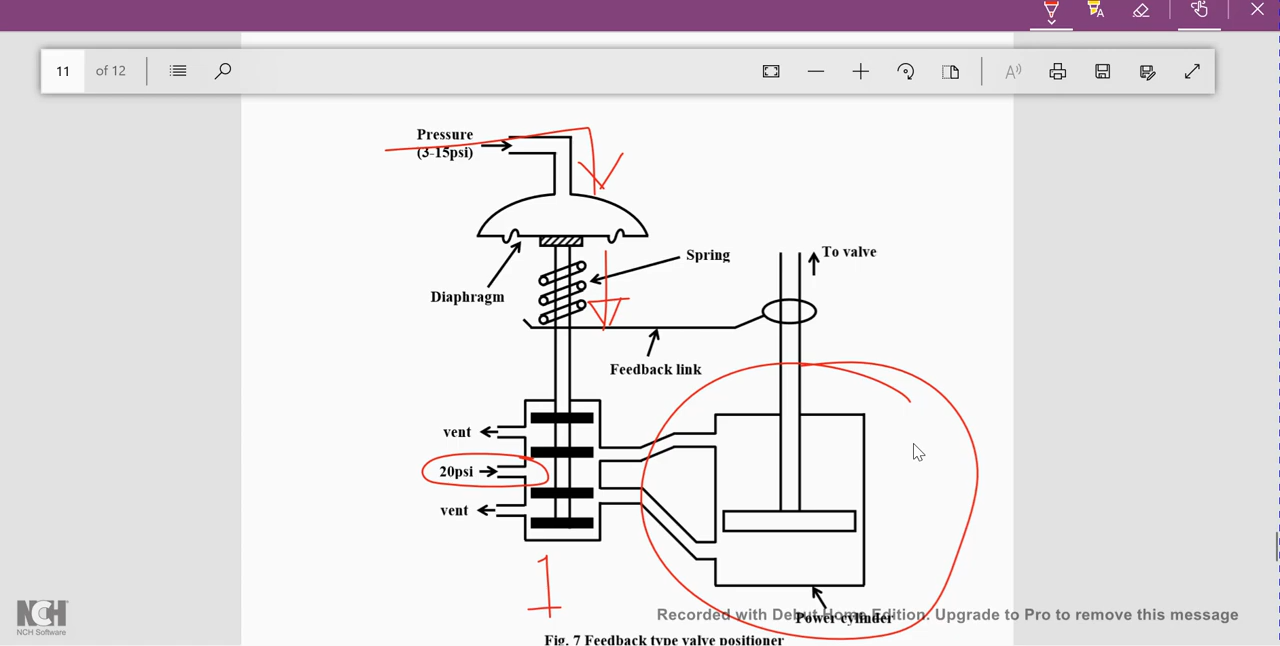 11 of 12
Pressure
(3-15psi)
Spring
To valve
Diaphragm
Feedback link
vent
20psi
vent
1
Power cylinder
Recorded with Debut Home Edition. Upgrade to Pro to remove this message
NCH
NCH Software
Fig. 7 Feedback type valve positioner